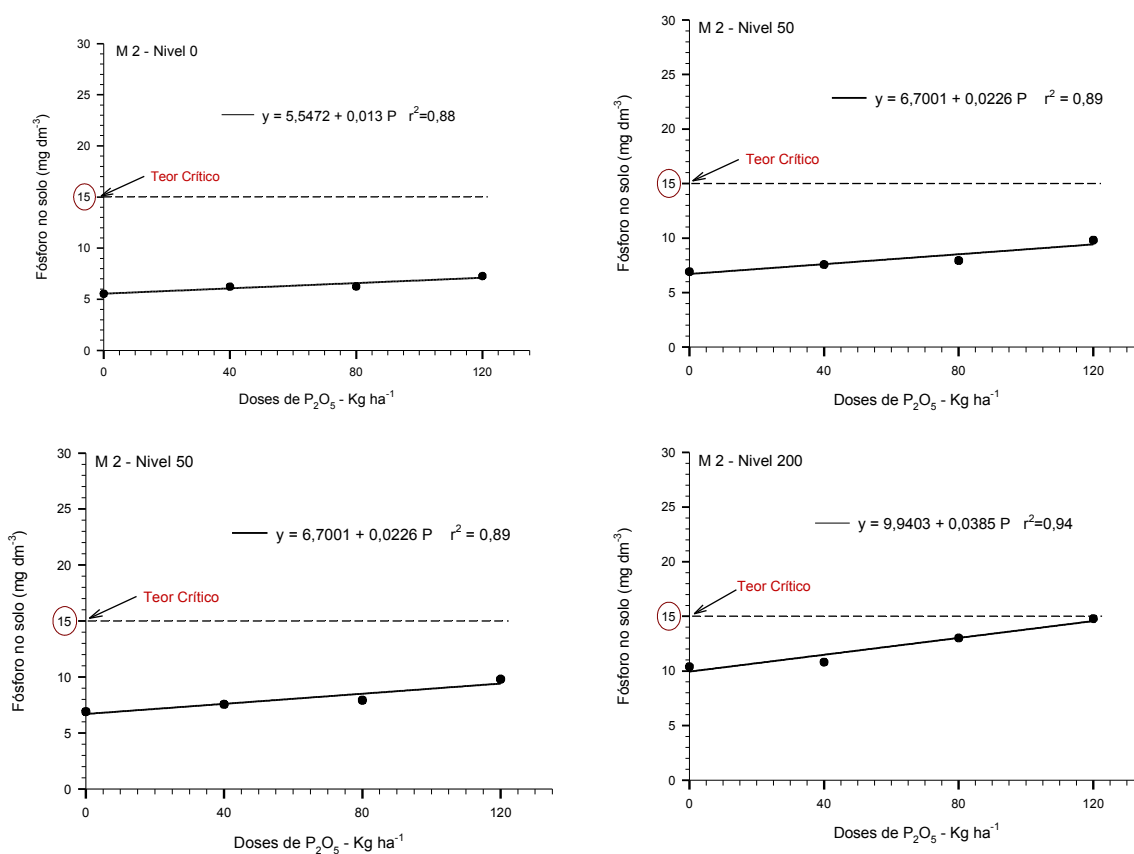 M 2 - Nivel 0
y = 5,5472 + 0,013 P r²=0,88
Teor Crítico
Fósforo no solo (mg dm⁻³)
30
25
20
15
10
5
0
0 40 80 120
Doses de P₂O₅ - Kg ha⁻¹
M 2 - Nivel 50
y = 6,7001 + 0,0226 P r² = 0,89
Teor Crítico
Fósforo no solo (mg dm⁻³)
30
25
20
15
10
5
0
0 40 80 120
Doses de P₂O₅ - Kg ha⁻¹
M 2 - Nivel 50
y = 6,7001 + 0,0226 P r² = 0,89
Teor Crítico
Fósforo no solo (mg dm⁻³)
30
25
20
15
10
5
0
0 40 80 120
Doses de P₂O₅ - Kg ha⁻¹
M 2 - Nivel 200
y = 9,9403 + 0,0385 P r²=0,94
Teor Crítico
Fósforo no solo (mg dm⁻³)
30
25
20
15
10
5
0
0 40 80 120
Doses de P₂O₅ - Kg ha⁻¹